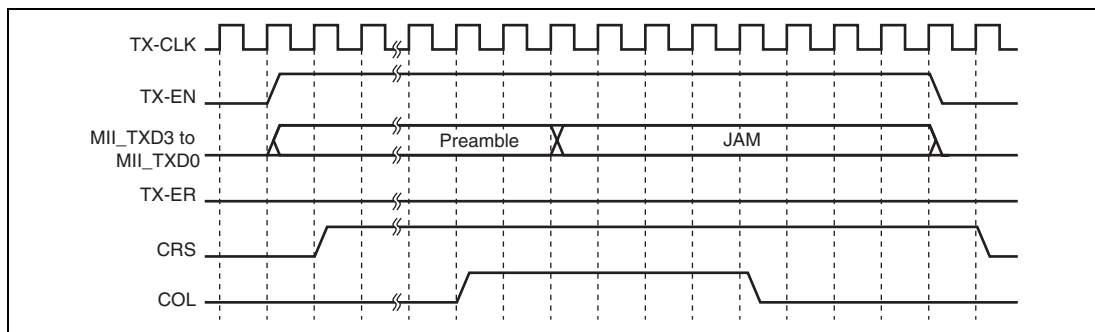 TX-CLK
TX-EN
MII_TXD3 to
MII_TXD0
Preamble
JAM
TX-ER
CRS
COL